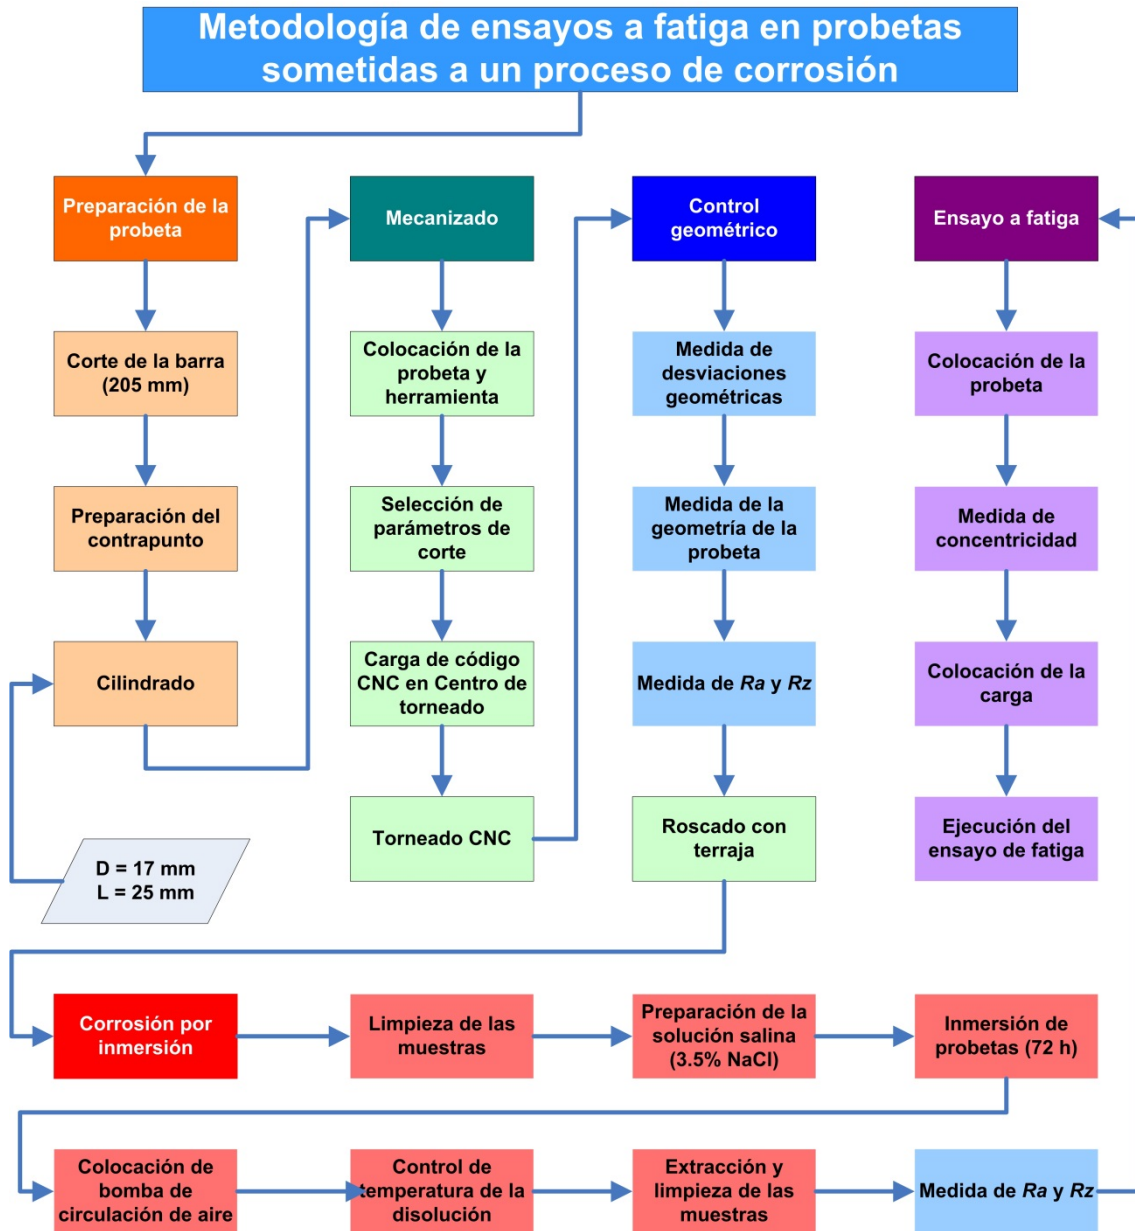 Metodología de ensayos a fatiga en probetas
sometidas a un proceso de corrosión
Preparación de la
probeta
Corte de la barra
(205 mm)
Preparación del
contrapunto
Cilindrado
D = 17 mm
L = 25 mm
Mecanizado
Colocación de la
probeta y
herramienta
Selección de
parámetros de
corte
Carga de código
CNC en Centro de
torneado
Torneado CNC
Control
geométrico
Medida de
desviaciones
geométricas
Medida de la
geometría de la
probeta
Medida de Ra y Rz
Roscado con
terraja
Ensayo a fatiga
Colocación de la
probeta
Medida de
concentricidad
Colocación de la
carga
Ejecución del
ensayo de fatiga
Corrosión por
inmersión
Limpieza de las
muestras
Preparación de la
solución salina
(3.5% NaCl)
Inmersión de
probetas (72 h)
Colocación de
bomba de
circulación de aire
Control de
temperatura de la
disolución
Extracción y
limpieza de las
muestras
Medida de Ra y Rz